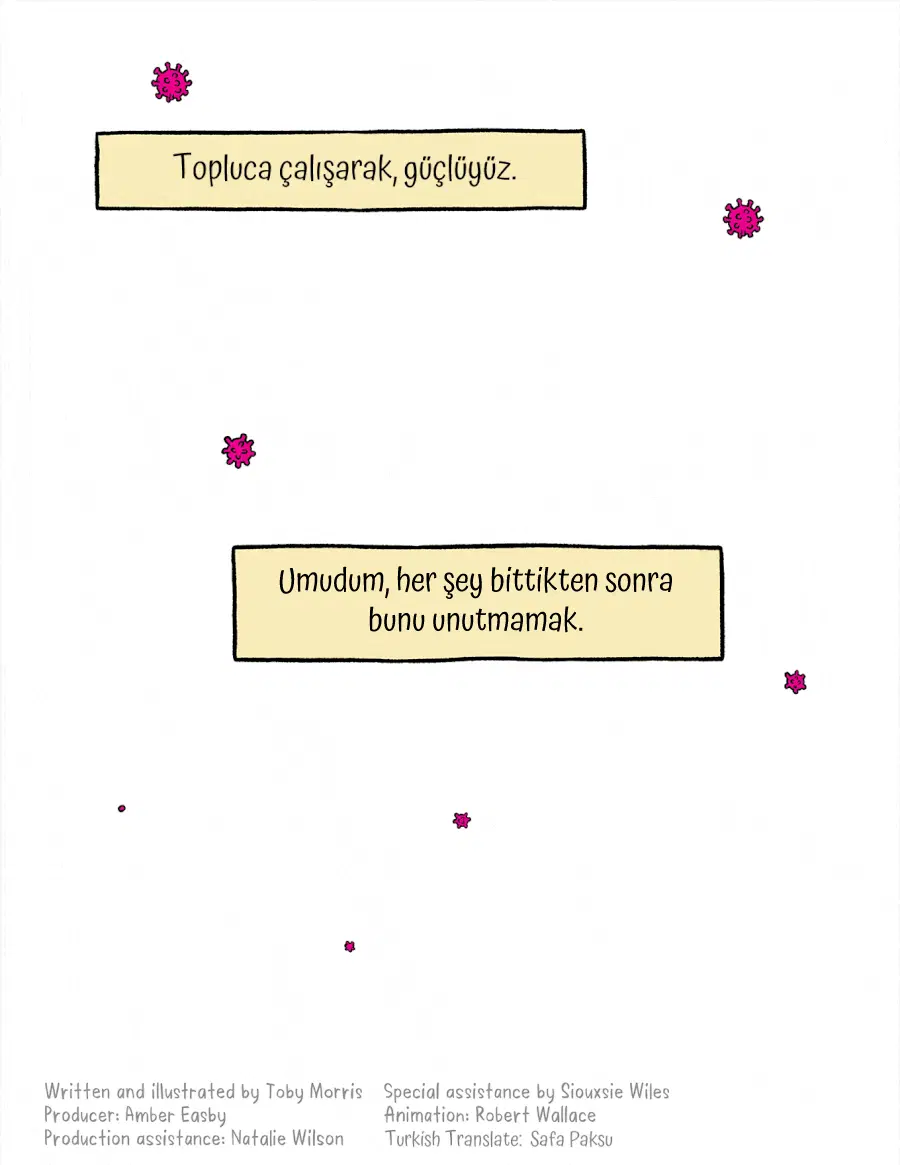 Topluca çalışarak, güçlüyüz.
Umudum, her şey bittikten sonra
bunu unutmamak.
Written and illustrated by Toby Morris
Producer: Amber Easby
Production assistance: Natalie Wilson
Special assistance by Siouxsie Wiles
Animation: Robert Wallace
Turkish Translate: Safa Paksu